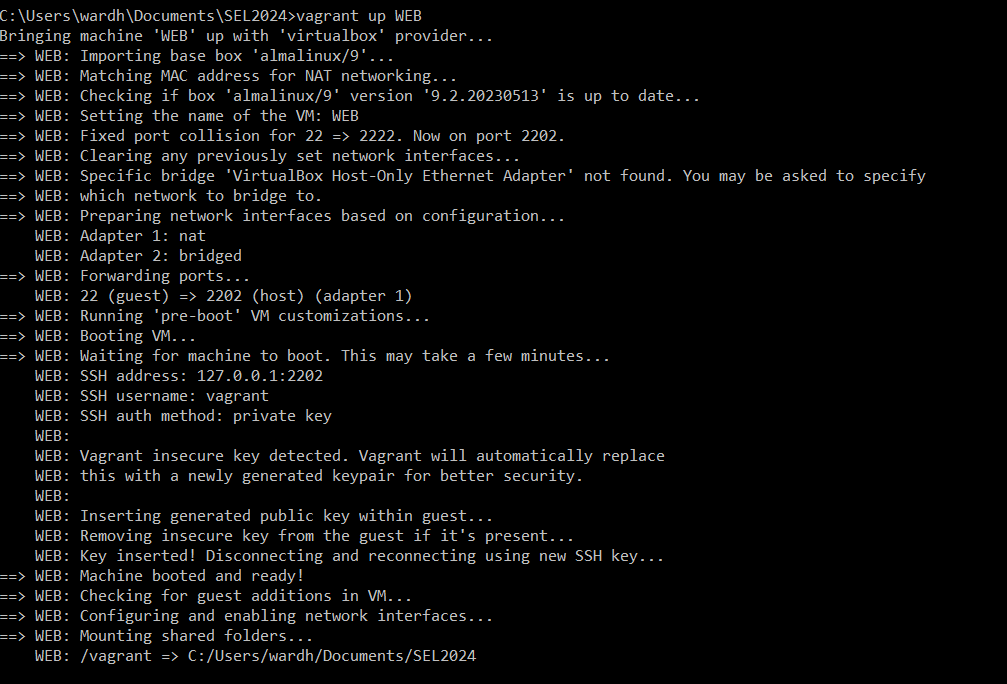 C:\Users\wardh\Documents\SEL2024>vagrant up WEB
Bringing machine 'WEB' up with 'virtualbox' provider...
==> WEB: Importing base box 'almalinux/9'...
==> WEB: Matching MAC address for NAT networking...
==> WEB: Checking if box 'almalinux/9' version '9.2.20230513' is up to date...
==> WEB: Setting the name of the VM: WEB
==> WEB: Fixed port collision for 22 => 2222. Now on port 2202.
==> WEB: Clearing any previously set network interfaces...
==> WEB: Specific bridge 'VirtualBox Host-Only Ethernet Adapter' not found. You may be asked to specify
==> WEB: which network to bridge to.
==> WEB: Preparing network interfaces based on configuration...
    WEB: Adapter 1: nat
    WEB: Adapter 2: bridged
==> WEB: Forwarding ports...
    WEB: 22 (guest) => 2202 (host) (adapter 1)
==> WEB: Running 'pre-boot' VM customizations...
==> WEB: Booting VM...
==> WEB: Waiting for machine to boot. This may take a few minutes...
    WEB: SSH address: 127.0.0.1:2202
    WEB: SSH username: vagrant
    WEB: SSH auth method: private key
    WEB:
    WEB: Vagrant insecure key detected. Vagrant will automatically replace
    WEB: this with a newly generated keypair for better security.
    WEB:
    WEB: Inserting generated public key within guest...
    WEB: Removing insecure key from the guest if it's present...
    WEB: Key inserted! Disconnecting and reconnecting using new SSH key...
==> WEB: Machine booted and ready!
==> WEB: Checking for guest additions in VM...
==> WEB: Configuring and enabling network interfaces...
==> WEB: Mounting shared folders...
    WEB: /vagrant => C:/Users/wardh/Documents/SEL2024